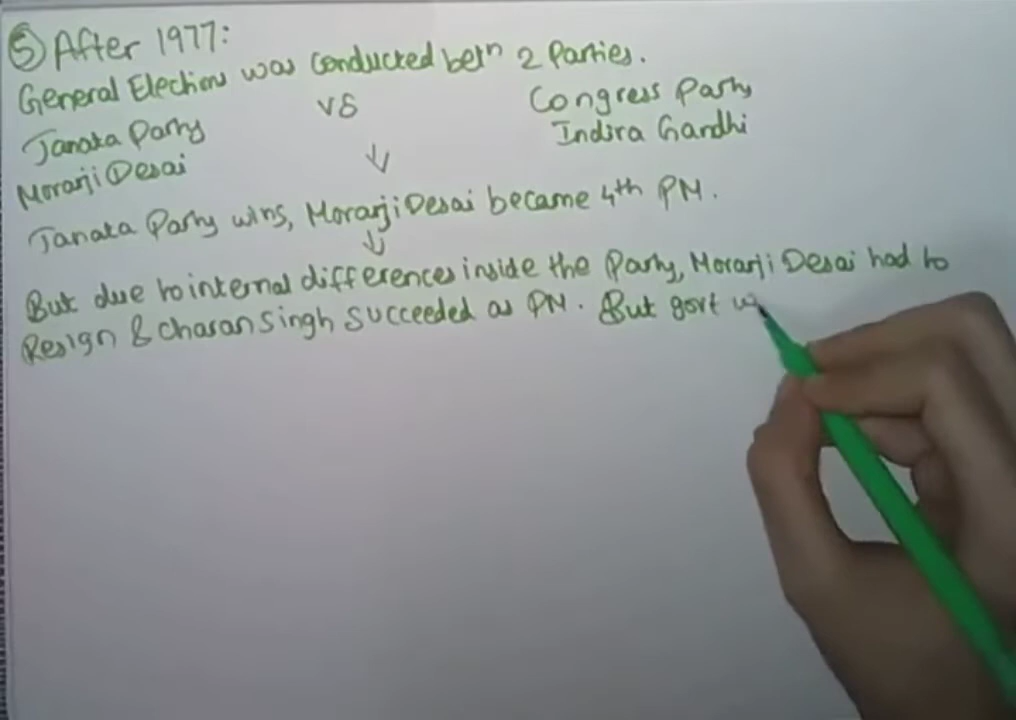 ⑤ After 1977:
General Election was conducted betn 2 Parties.
Janata Party vs Congress Party
Morarji Desai Indira Gandhi
↓
Janata Party wins, Morarji Desai became 4th PM.
↓
But due to internal differences inside the Party, Morarji Desai had to
Resign & Charan Singh succeeded as PM. But govt